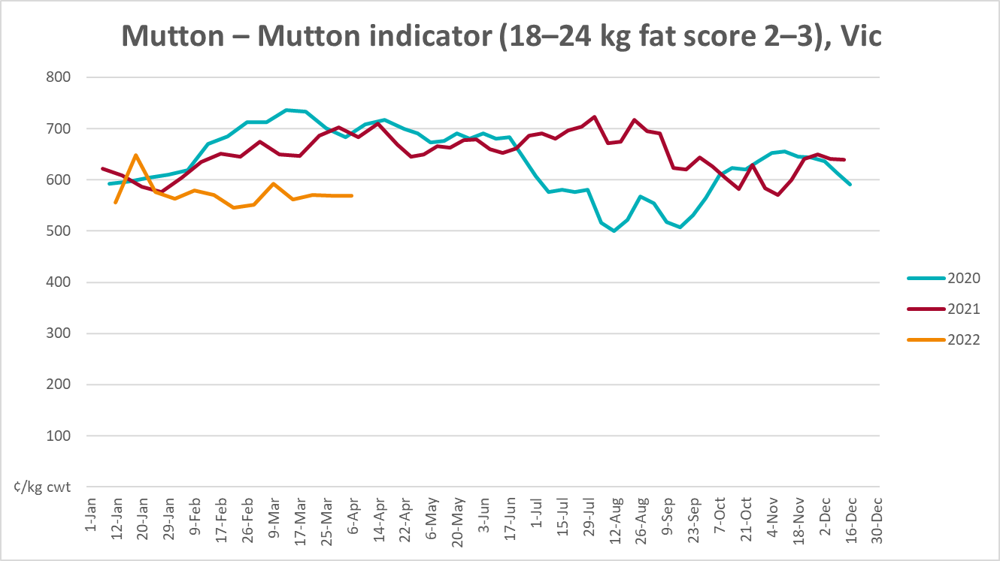 Mutton – Mutton indicator (18–24 kg fat score 2–3), Vic
800
700
600
500
400
300
200
100
¢/kg cwt
1-Jan
12-Jan
20-Jan
29-Jan
9-Feb
17-Feb
26-Feb
9-Mar
17-Mar
25-Mar
6-Apr
14-Apr
22-Apr
6-May
20-May
3-Jun
17-Jun
1-Jul
15-Jul
29-Jul
12-Aug
26-Aug
9-Sep
23-Sep
7-Oct
21-Oct
4-Nov
18-Nov
2-Dec
16-Dec
30-Dec
2020
2021
2022